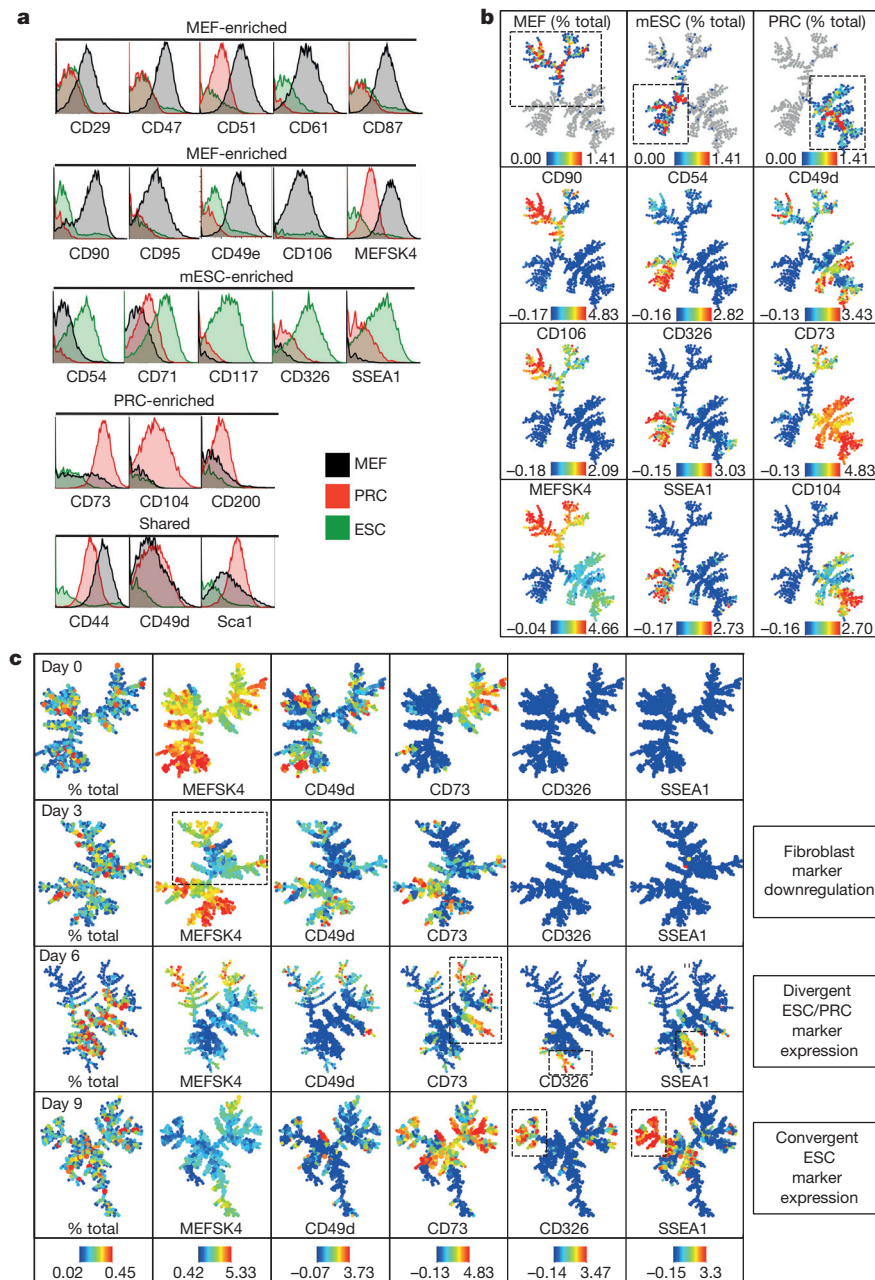 a
MEF-enriched
CD29 CD47 CD51 CD61 CD87
MEF-enriched
CD90 CD95 CD49e CD106 MEFSK4
mESC-enriched
CD54 CD71 CD117 CD326 SSEA1
PRC-enriched
CD73 CD104 CD200
MEF
PRC
ESC
Shared
CD44 CD49d Sca1
b
MEF (% total) mESC (% total) PRC (% total)
0.00 1.41 0.00 1.41 0.00 1.41
CD90 CD54 CD49d
−0.17 4.83 −0.16 2.82 −0.13 3.43
CD106 CD326 CD73
−0.18 2.09 −0.15 3.03 −0.13 4.83
MEFSK4 SSEA1 CD104
−0.04 4.66 −0.17 2.73 −0.16 2.70
c
Day 0
% total MEFSK4 CD49d CD73 CD326 SSEA1
Day 3
% total MEFSK4 CD49d CD73 CD326 SSEA1
Fibroblast
marker
downregulation
Day 6
% total MEFSK4 CD49d CD73 CD326 SSEA1
Divergent
ESC/PRC
marker
expression
Day 9
% total MEFSK4 CD49d CD73 CD326 SSEA1
Convergent
ESC
marker
expression
0.02 0.45 0.42 5.33 −0.07 3.73 −0.13 4.83 −0.14 3.47 −0.15 3.3